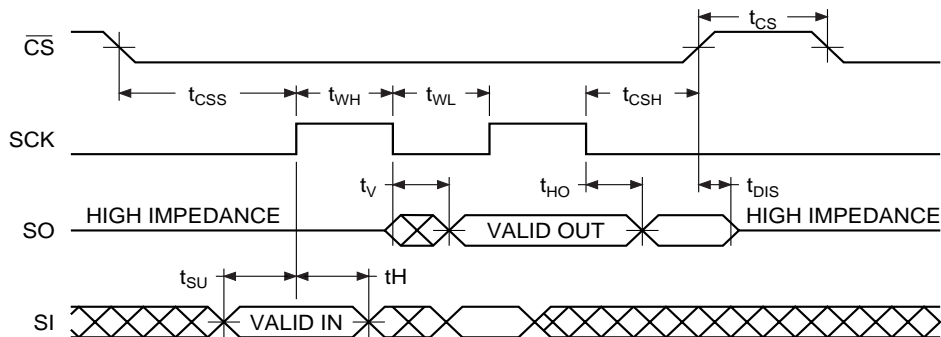 t_CS
CS
t_CSS t_WH t_WL t_CSH
SCK
t_V t_HO t_DIS
HIGH IMPEDANCE HIGH IMPEDANCE
SO VALID OUT
t_SU tH
SI VALID IN